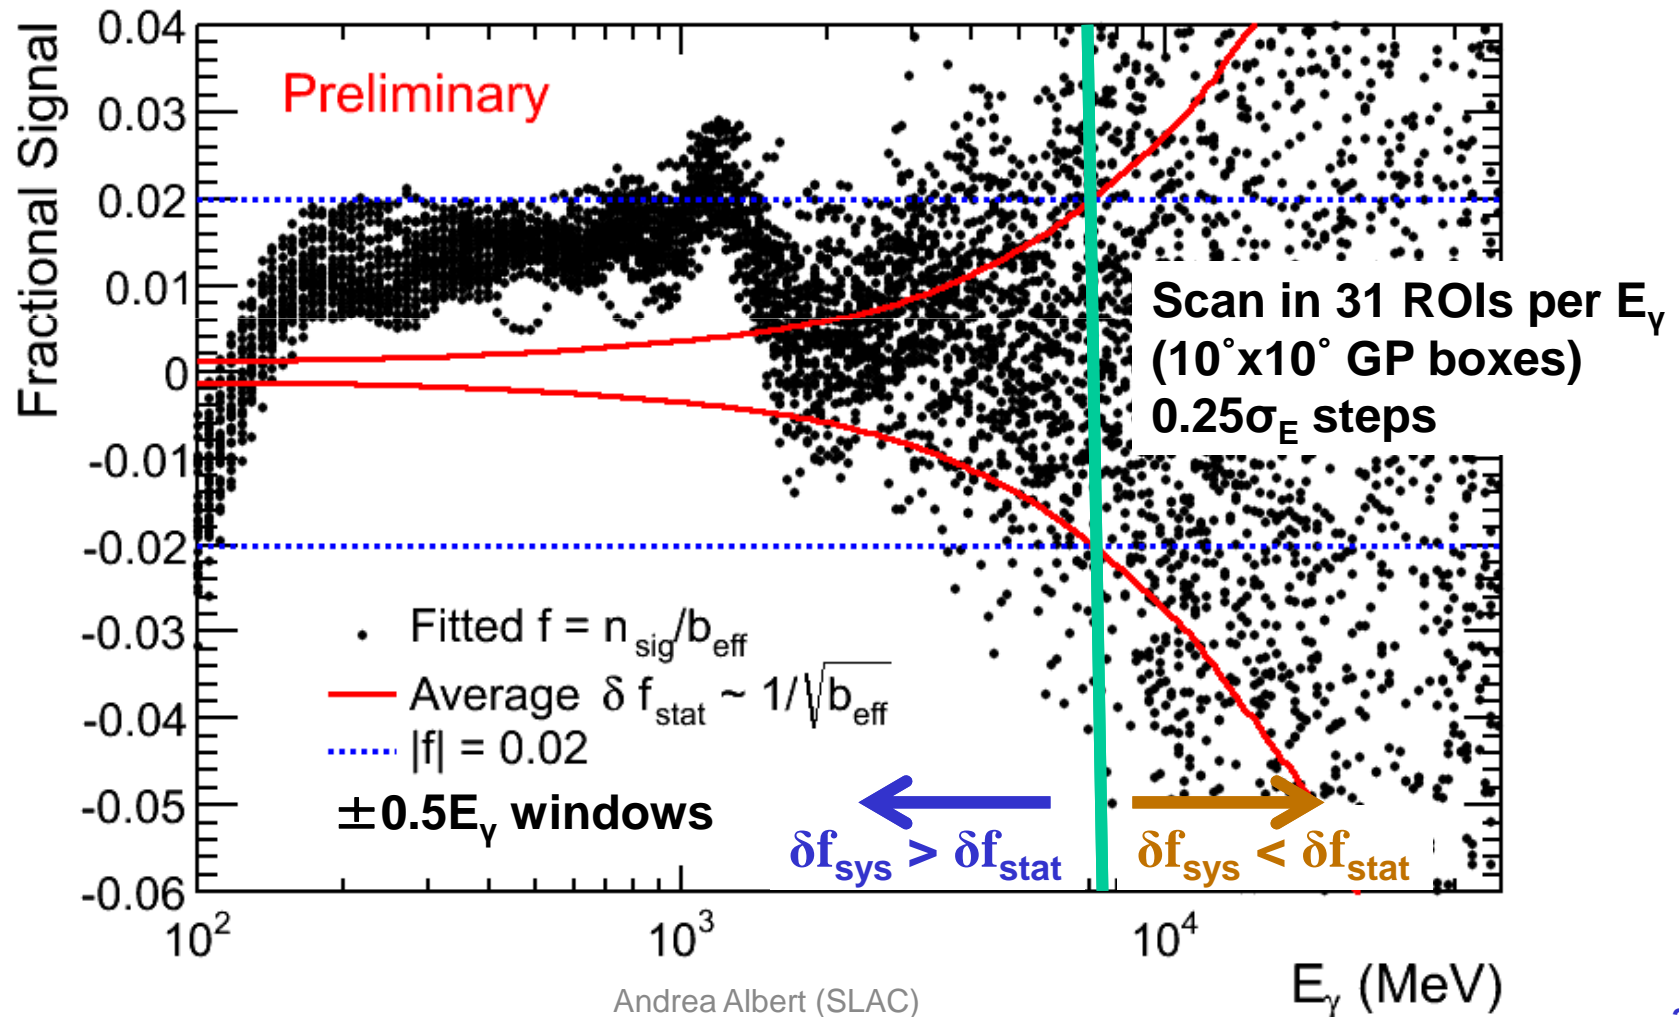 Fractional Signal
0.04
0.03
0.02
0.01
0
-0.01
-0.02
-0.03
-0.04
-0.05
-0.06
Preliminary
Scan in 31 ROIs per Eγ
(10˚x10˚ GP boxes)
0.25σE steps
Fitted f = nsig/beff
Average δ fstat ~ 1/√beff
|f| = 0.02
±0.5Eγ windows
δfsys > δfstat
δfsys < δfstat
10² 10³ 10⁴
Eγ (MeV)
Andrea Albert (SLAC)